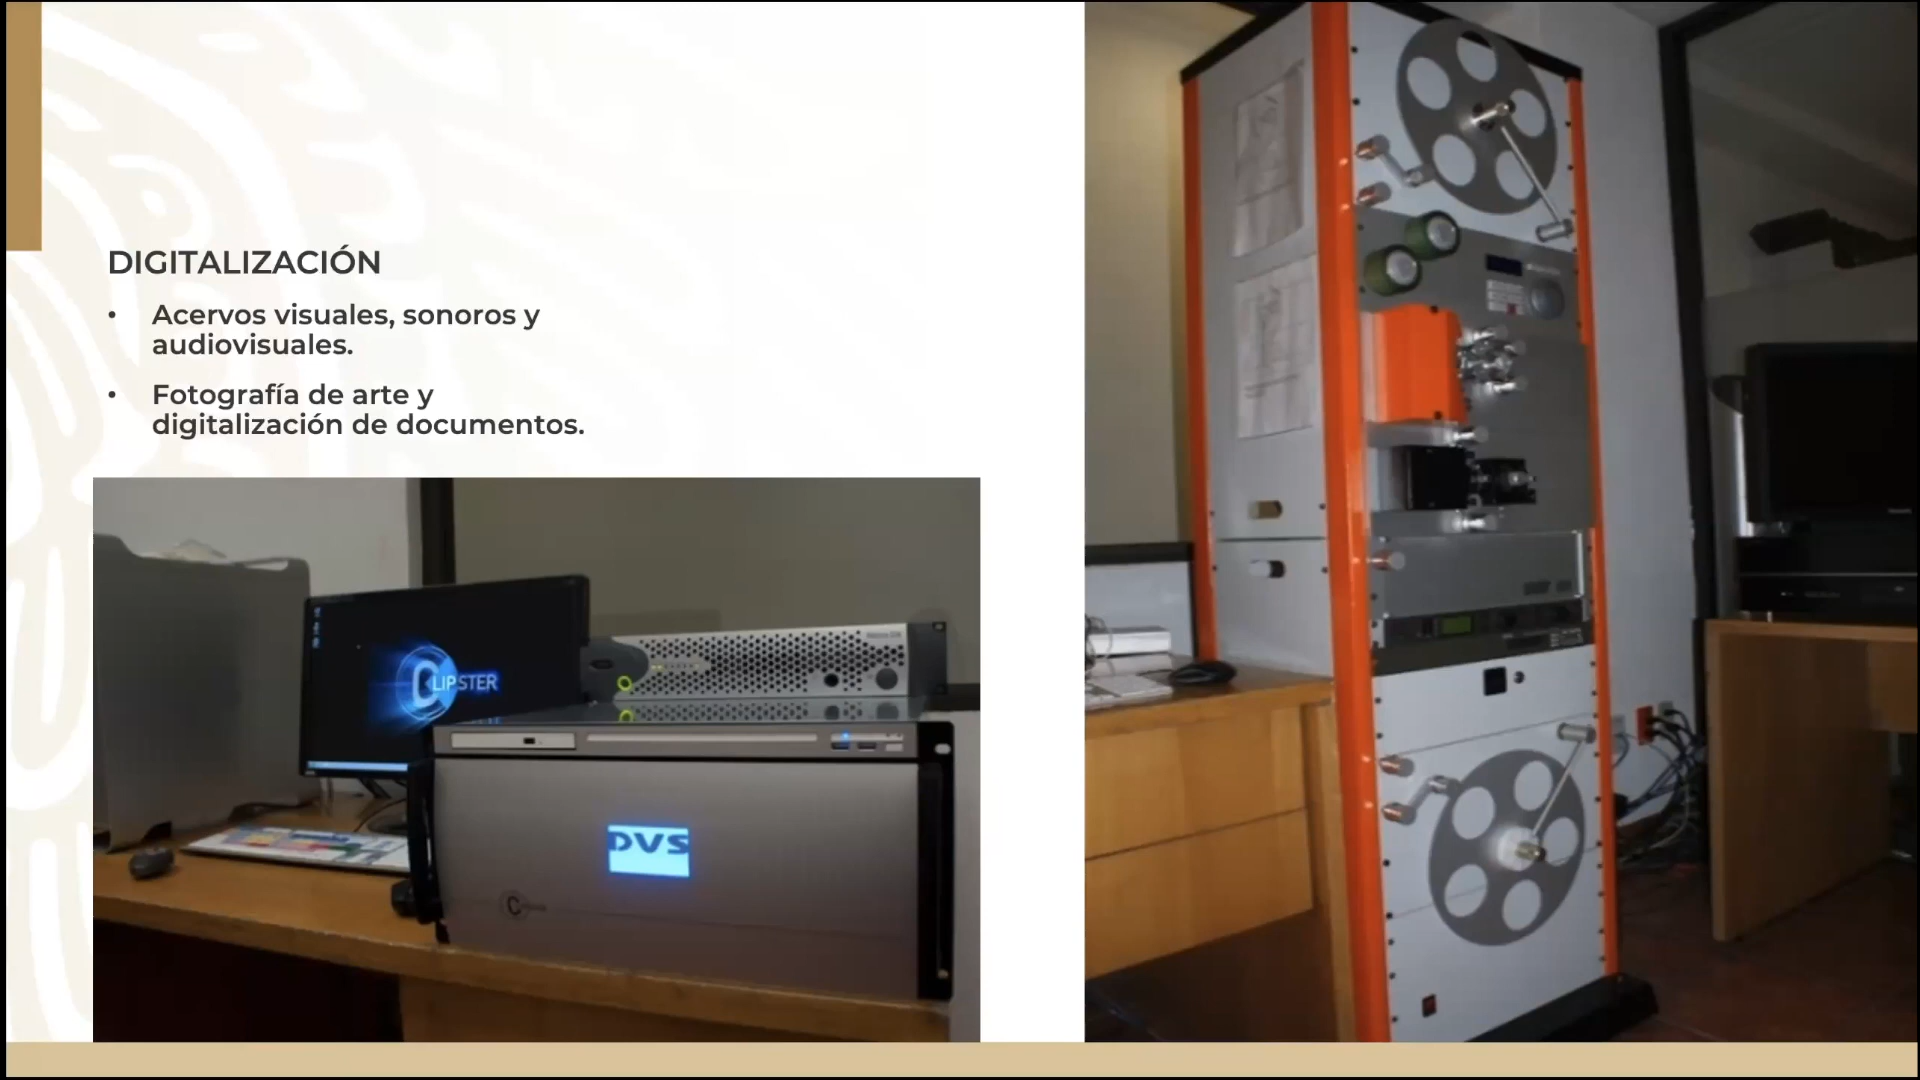 DIGITALIZACIÓN
• Acervos visuales, sonoros y
audiovisuales.
• Fotografía de arte y
digitalización de documentos.
CLIPSTER
DVS